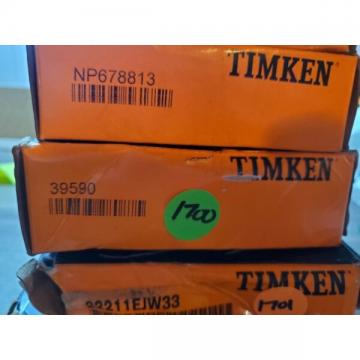 NP678813
TIMKEN
39590
TIMKEN
1700
TIMKEN
22211EJW33
1701